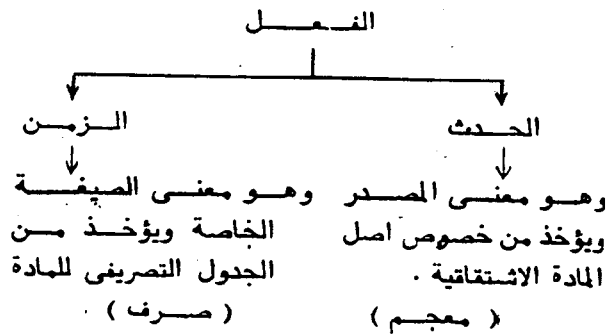 الفعل
الحدث
الزمن
وهو معنى المصدر
ويؤخذ من خصوص اصل
المادة الاشتقاقية .
( معجم )
وهو معنى الصيغة
الخاصة ويؤخذ من
الجدول التصريفى للمادة
( صرف ) .